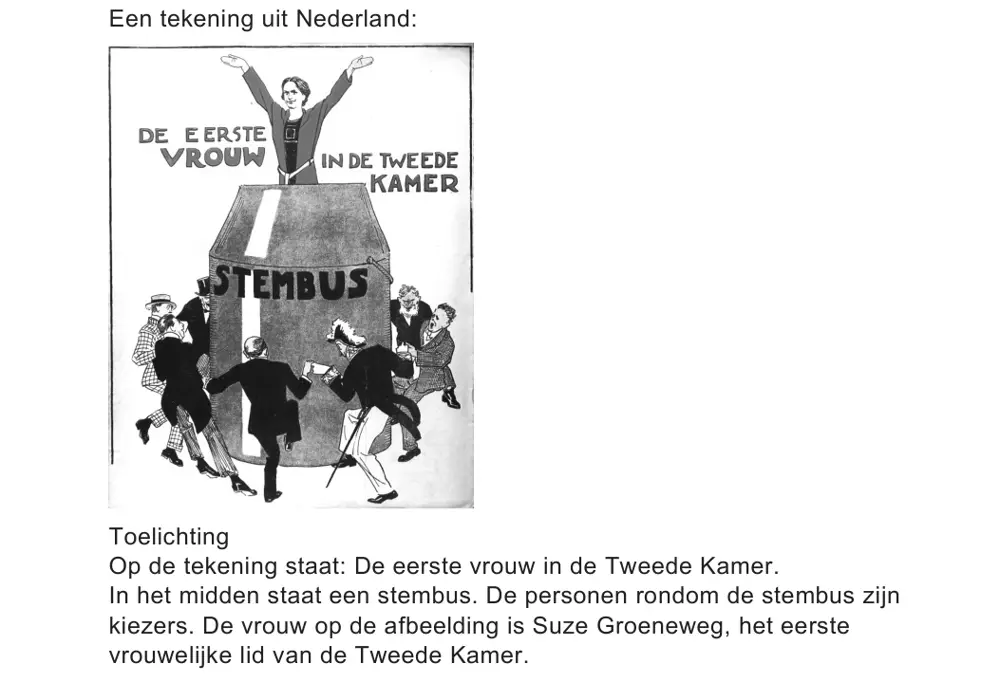 Een tekening uit Nederland:
DE EERSTE
VROUW
IN DE TWEEDE
KAMER
STEMBUS
Toelichting
Op de tekening staat: De eerste vrouw in de Tweede Kamer.
In het midden staat een stembus. De personen rondom de stembus zijn
kiezers. De vrouw op de afbeelding is Suze Groeneweg, het eerste
vrouwelijke lid van de Tweede Kamer.